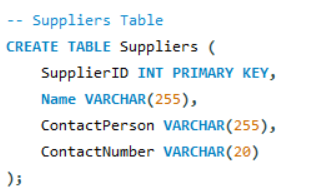 -- Suppliers Table
CREATE TABLE Suppliers (
    SupplierID INT PRIMARY KEY,
    Name VARCHAR(255),
    ContactPerson VARCHAR(255),
    ContactNumber VARCHAR(20)
);